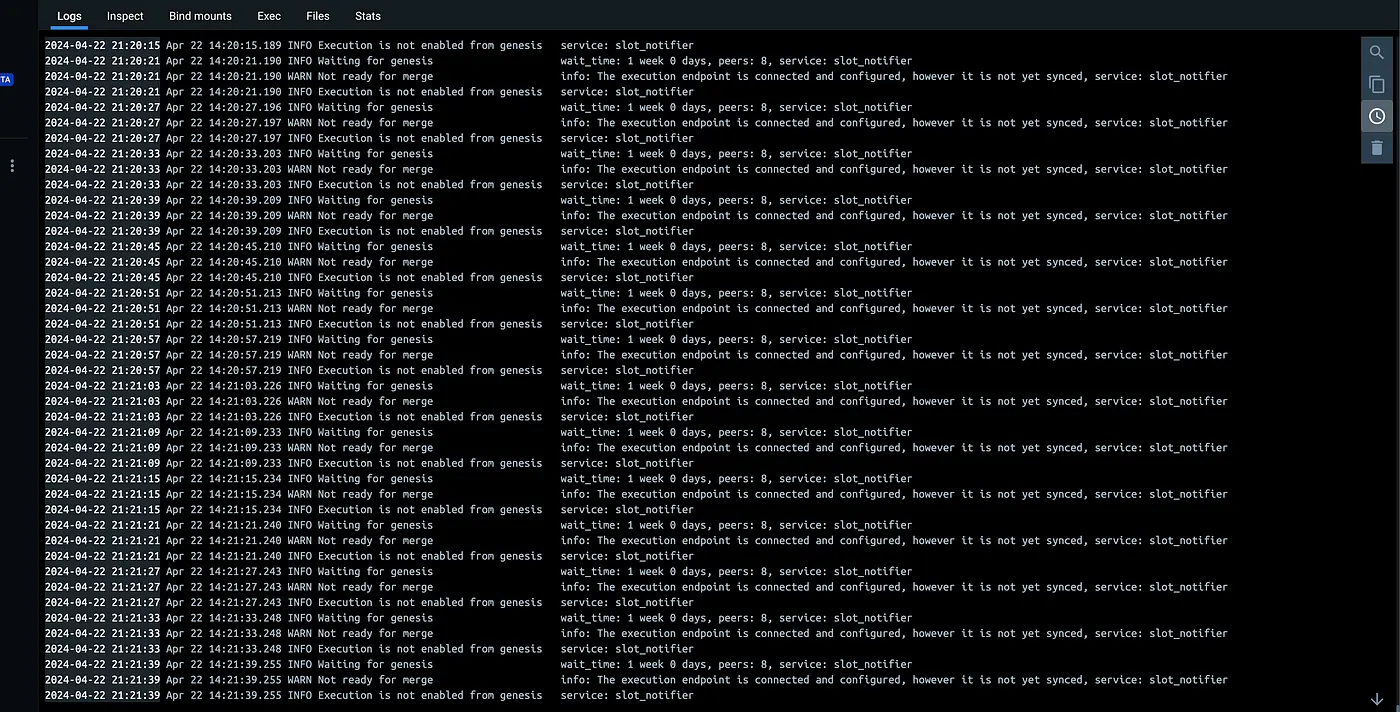 Logs Inspect Bind mounts Exec Files Stats
TA
2024-04-22 21:20:15 Apr 22 14:20:15.189 INFO Execution is not enabled from genesis service: slot_notifier
2024-04-22 21:20:21 Apr 22 14:20:21.190 INFO Waiting for genesis wait_time: 1 week 0 days, peers: 8, service: slot_notifier
2024-04-22 21:20:21 Apr 22 14:20:21.190 WARN Not ready for merge info: The execution endpoint is connected and configured, however it is not yet synced, service: slot_notifier
2024-04-22 21:20:21 Apr 22 14:20:21.190 INFO Execution is not enabled from genesis service: slot_notifier
2024-04-22 21:20:27 Apr 22 14:20:27.196 INFO Waiting for genesis wait_time: 1 week 0 days, peers: 8, service: slot_notifier
2024-04-22 21:20:27 Apr 22 14:20:27.197 WARN Not ready for merge info: The execution endpoint is connected and configured, however it is not yet synced, service: slot_notifier
2024-04-22 21:20:27 Apr 22 14:20:27.197 INFO Execution is not enabled from genesis service: slot_notifier
2024-04-22 21:20:33 Apr 22 14:20:33.203 INFO Waiting for genesis wait_time: 1 week 0 days, peers: 8, service: slot_notifier
2024-04-22 21:20:33 Apr 22 14:20:33.203 WARN Not ready for merge info: The execution endpoint is connected and configured, however it is not yet synced, service: slot_notifier
2024-04-22 21:20:33 Apr 22 14:20:33.203 INFO Execution is not enabled from genesis service: slot_notifier
2024-04-22 21:20:39 Apr 22 14:20:39.209 INFO Waiting for genesis wait_time: 1 week 0 days, peers: 8, service: slot_notifier
2024-04-22 21:20:39 Apr 22 14:20:39.209 WARN Not ready for merge info: The execution endpoint is connected and configured, however it is not yet synced, service: slot_notifier
2024-04-22 21:20:39 Apr 22 14:20:39.209 INFO Execution is not enabled from genesis service: slot_notifier
2024-04-22 21:20:45 Apr 22 14:20:45.210 INFO Waiting for genesis wait_time: 1 week 0 days, peers: 8, service: slot_notifier
2024-04-22 21:20:45 Apr 22 14:20:45.210 WARN Not ready for merge info: The execution endpoint is connected and configured, however it is not yet synced, service: slot_notifier
2024-04-22 21:20:45 Apr 22 14:20:45.210 INFO Execution is not enabled from genesis service: slot_notifier
2024-04-22 21:20:51 Apr 22 14:20:51.213 INFO Waiting for genesis wait_time: 1 week 0 days, peers: 8, service: slot_notifier
2024-04-22 21:20:51 Apr 22 14:20:51.213 WARN Not ready for merge info: The execution endpoint is connected and configured, however it is not yet synced, service: slot_notifier
2024-04-22 21:20:51 Apr 22 14:20:51.213 INFO Execution is not enabled from genesis service: slot_notifier
2024-04-22 21:20:57 Apr 22 14:20:57.219 INFO Waiting for genesis wait_time: 1 week 0 days, peers: 8, service: slot_notifier
2024-04-22 21:20:57 Apr 22 14:20:57.219 WARN Not ready for merge info: The execution endpoint is connected and configured, however it is not yet synced, service: slot_notifier
2024-04-22 21:20:57 Apr 22 14:20:57.219 INFO Execution is not enabled from genesis service: slot_notifier
2024-04-22 21:21:03 Apr 22 14:21:03.226 INFO Waiting for genesis wait_time: 1 week 0 days, peers: 8, service: slot_notifier
2024-04-22 21:21:03 Apr 22 14:21:03.226 WARN Not ready for merge info: The execution endpoint is connected and configured, however it is not yet synced, service: slot_notifier
2024-04-22 21:21:03 Apr 22 14:21:03.226 INFO Execution is not enabled from genesis service: slot_notifier
2024-04-22 21:21:09 Apr 22 14:21:09.233 INFO Waiting for genesis wait_time: 1 week 0 days, peers: 8, service: slot_notifier
2024-04-22 21:21:09 Apr 22 14:21:09.233 WARN Not ready for merge info: The execution endpoint is connected and configured, however it is not yet synced, service: slot_notifier
2024-04-22 21:21:09 Apr 22 14:21:09.233 INFO Execution is not enabled from genesis service: slot_notifier
2024-04-22 21:21:15 Apr 22 14:21:15.234 INFO Waiting for genesis wait_time: 1 week 0 days, peers: 8, service: slot_notifier
2024-04-22 21:21:15 Apr 22 14:21:15.234 WARN Not ready for merge info: The execution endpoint is connected and configured, however it is not yet synced, service: slot_notifier
2024-04-22 21:21:15 Apr 22 14:21:15.234 INFO Execution is not enabled from genesis service: slot_notifier
2024-04-22 21:21:21 Apr 22 14:21:21.240 INFO Waiting for genesis wait_time: 1 week 0 days, peers: 8, service: slot_notifier
2024-04-22 21:21:21 Apr 22 14:21:21.240 WARN Not ready for merge info: The execution endpoint is connected and configured, however it is not yet synced, service: slot_notifier
2024-04-22 21:21:21 Apr 22 14:21:21.240 INFO Execution is not enabled from genesis service: slot_notifier
2024-04-22 21:21:27 Apr 22 14:21:27.243 INFO Waiting for genesis wait_time: 1 week 0 days, peers: 8, service: slot_notifier
2024-04-22 21:21:27 Apr 22 14:21:27.243 WARN Not ready for merge info: The execution endpoint is connected and configured, however it is not yet synced, service: slot_notifier
2024-04-22 21:21:27 Apr 22 14:21:27.243 INFO Execution is not enabled from genesis service: slot_notifier
2024-04-22 21:21:33 Apr 22 14:21:33.248 INFO Waiting for genesis wait_time: 1 week 0 days, peers: 8, service: slot_notifier
2024-04-22 21:21:33 Apr 22 14:21:33.248 WARN Not ready for merge info: The execution endpoint is connected and configured, however it is not yet synced, service: slot_notifier
2024-04-22 21:21:33 Apr 22 14:21:33.248 INFO Execution is not enabled from genesis service: slot_notifier
2024-04-22 21:21:39 Apr 22 14:21:39.255 INFO Waiting for genesis wait_time: 1 week 0 days, peers: 8, service: slot_notifier
2024-04-22 21:21:39 Apr 22 14:21:39.255 WARN Not ready for merge info: The execution endpoint is connected and configured, however it is not yet synced, service: slot_notifier
2024-04-22 21:21:39 Apr 22 14:21:39.255 INFO Execution is not enabled from genesis service: slot_notifier